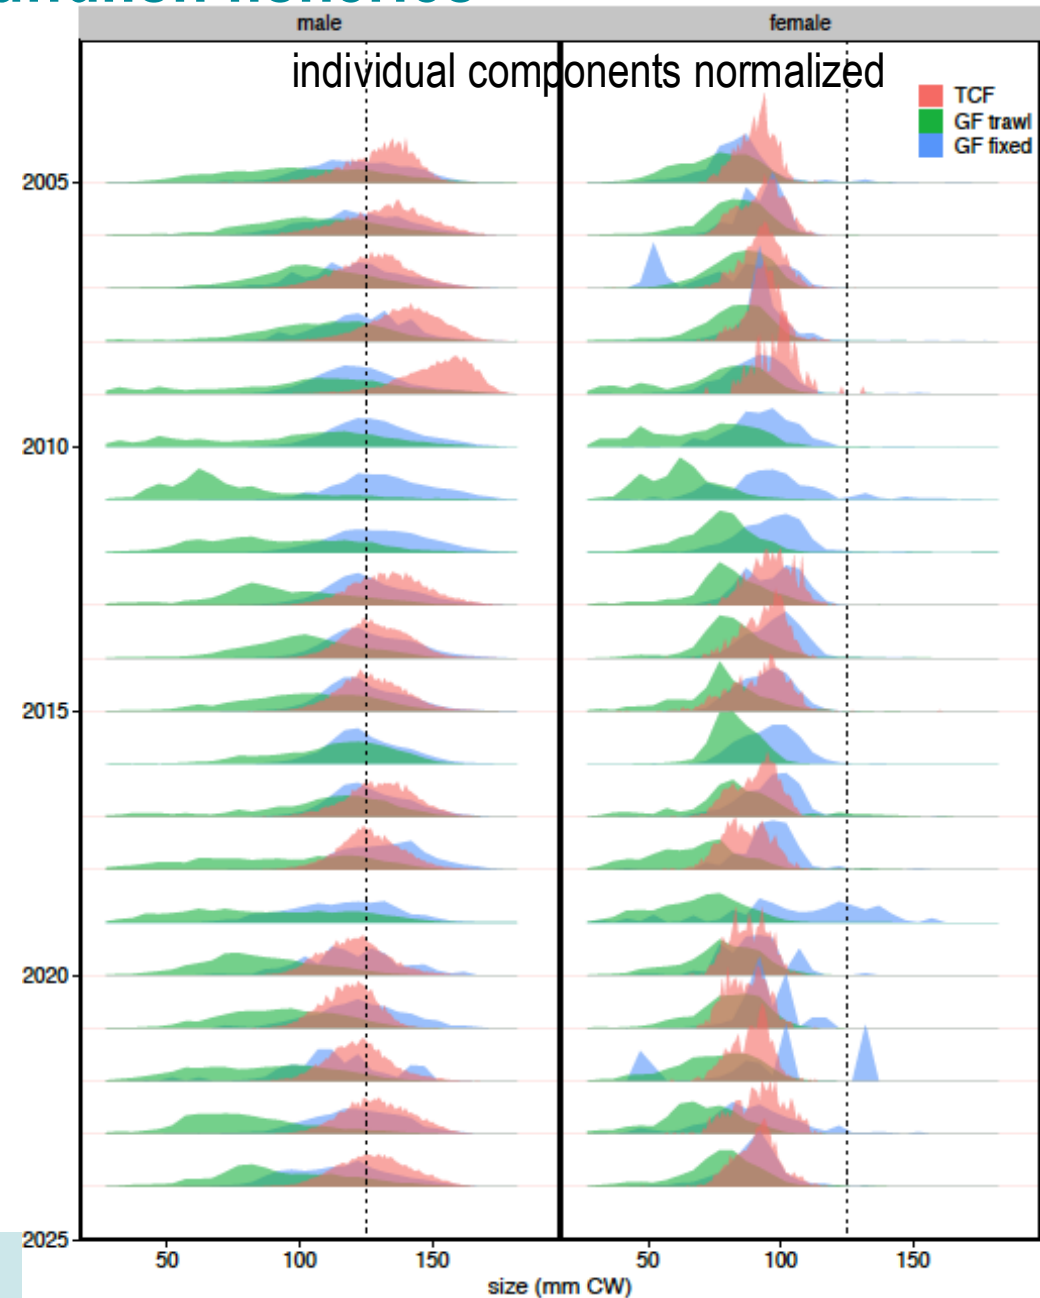 male female
individual components normalized
TCF
GF trawl
GF fixed
2005
2010
2015
2020
2025
50 100 150 50 100 150
size (mm CW)